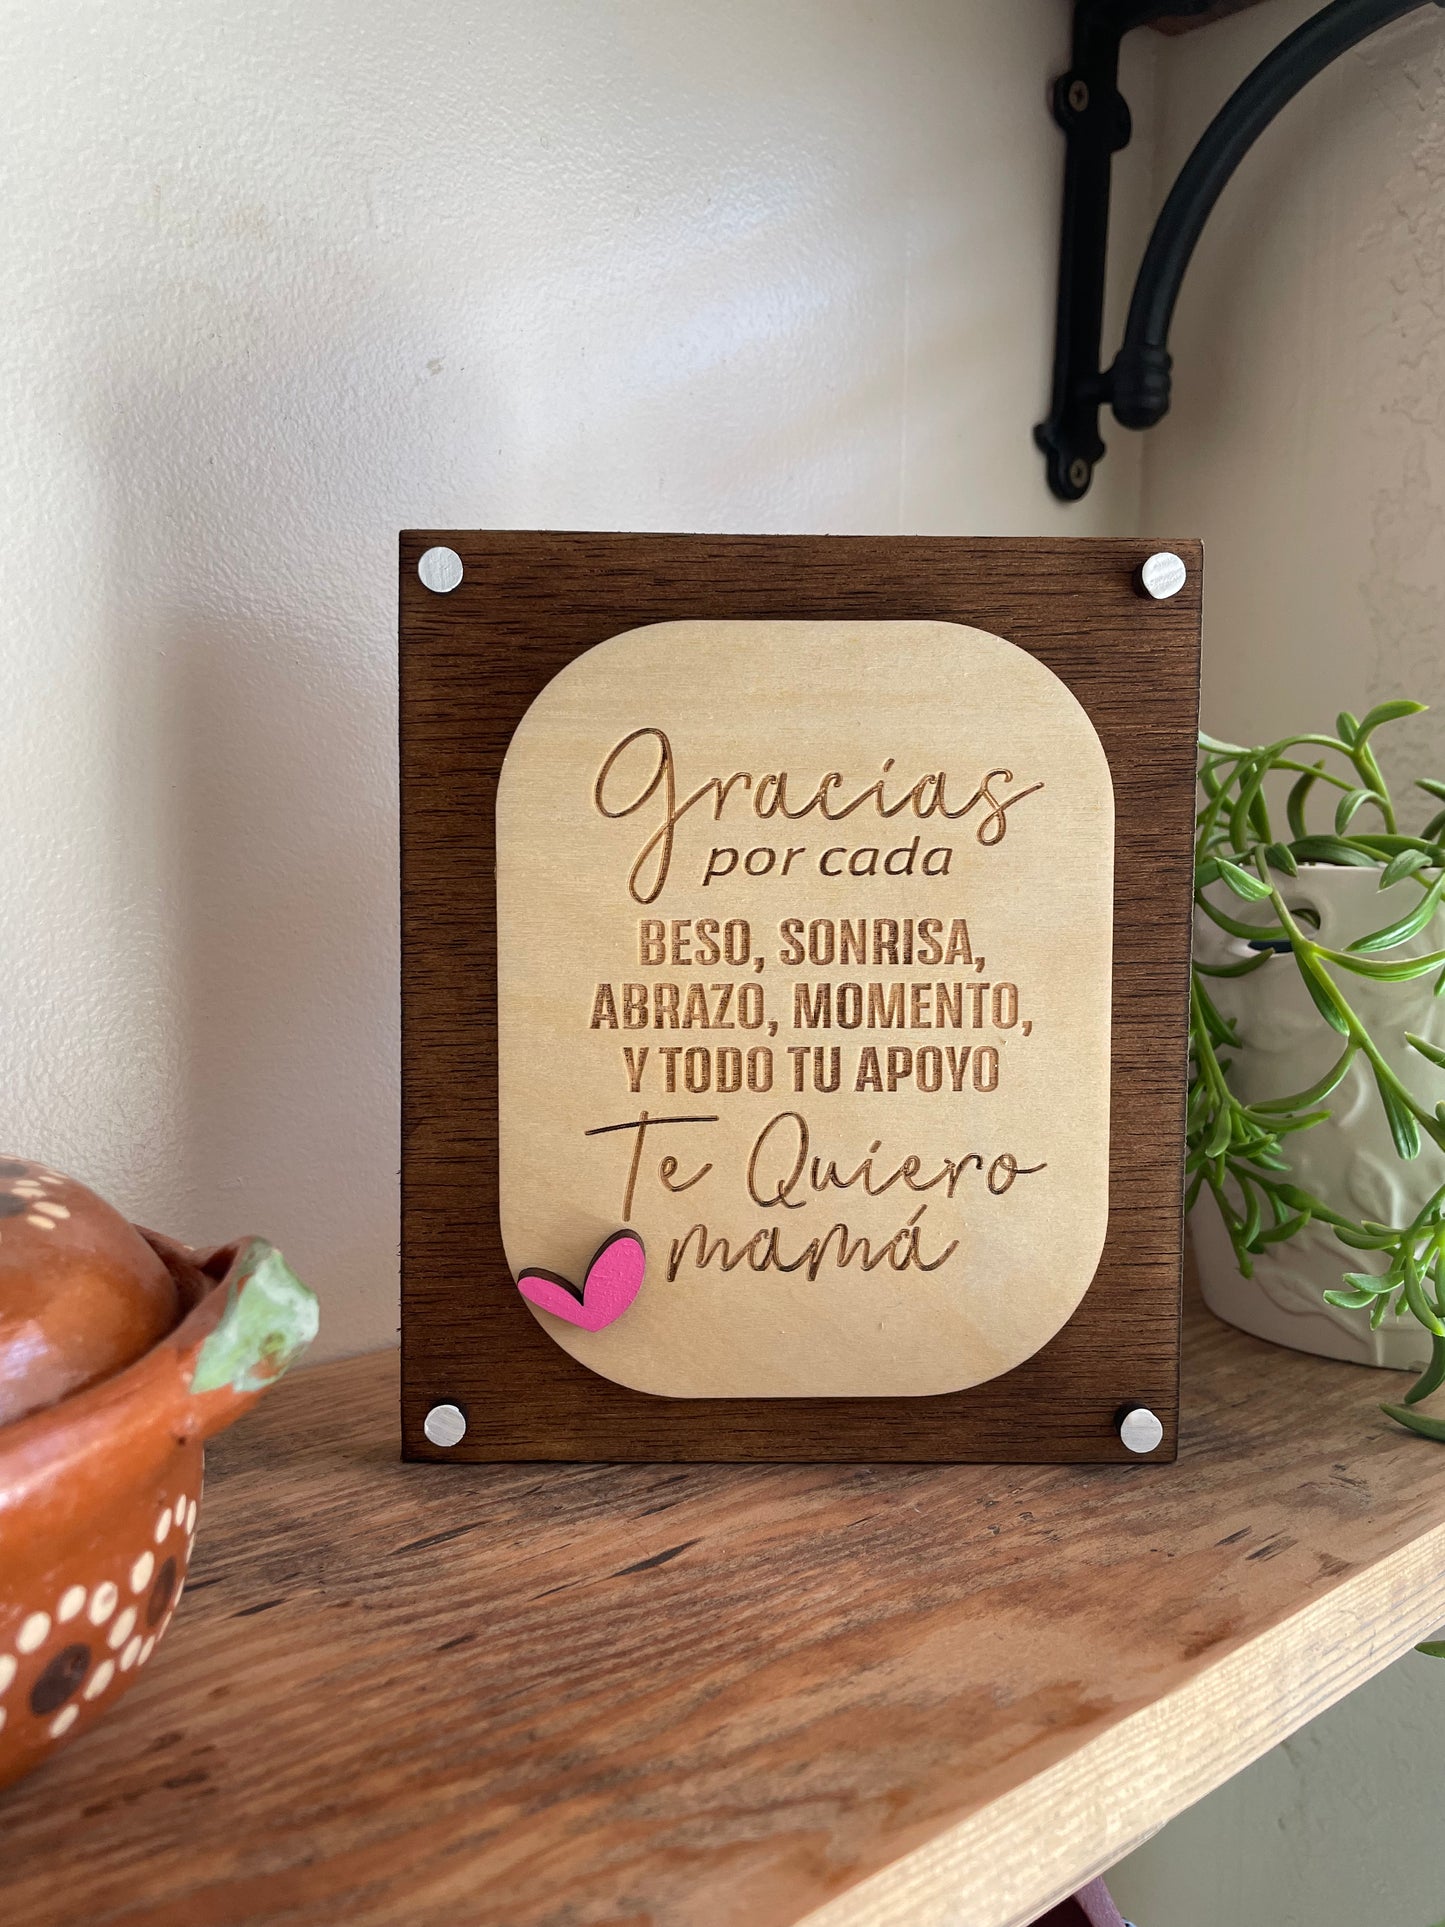 Gracias
por cada
BESO, SONRISA,
ABRAZO, MOMENTO,
Y TODO TU APOYO
Te Quiero
mamá